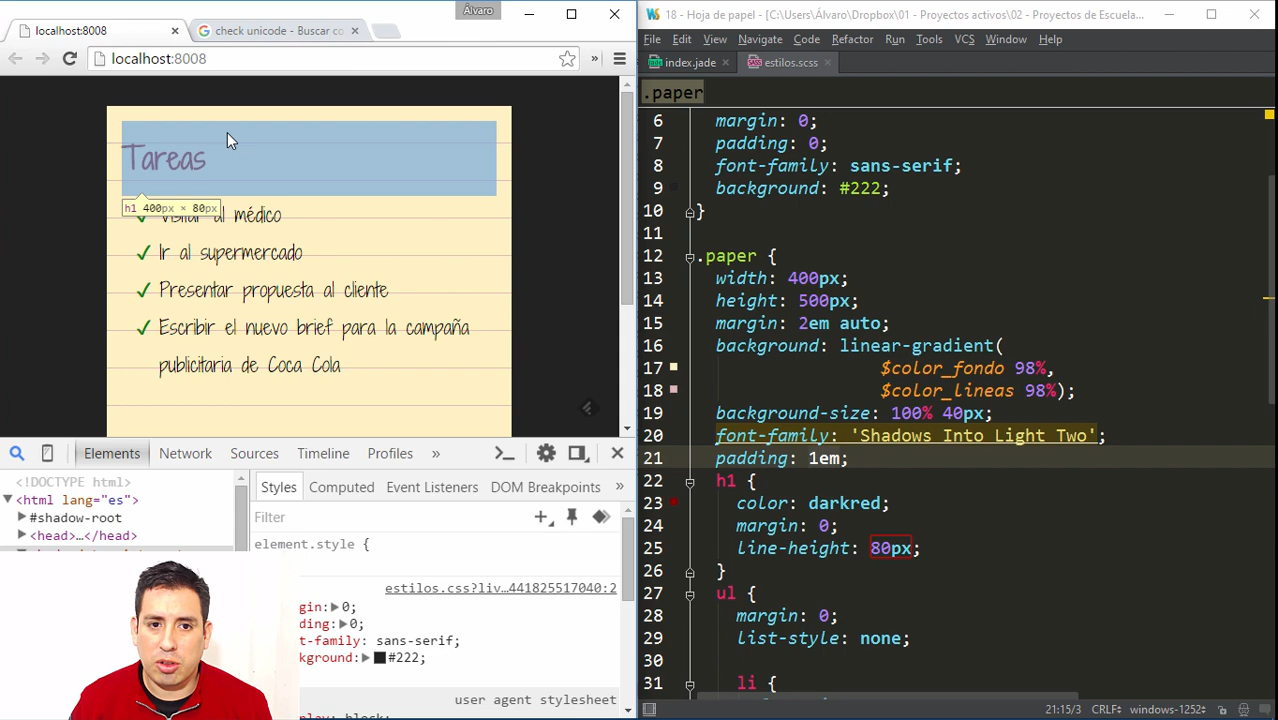 Álvaro
localhost:8008
check unicode - Buscar co
localhost:8008
»
Tareas
h1 400px × 80px
Visitar al médico
✓ Ir al supermercado
✓ Presentar propuesta al cliente
✓ Escribir el nuevo brief para la campaña
publicitaria de Coca Cola
Elements Network Sources Timeline Profiles »
<!DOCTYPE html>
<html lang="es">
#shadow-root
<head>…</head>
Styles Computed Event Listeners DOM Breakpoints »
Filter
element.style {
estilos.css?liv…441825517040:2
gin: 0;
ding: 0;
t-family: sans-serif;
kground: #222;
user agent stylesheet
18 - Hoja de papel - [C:\Users\Álvaro\Dropbox\01 - Proyectos activos\02 - Proyectos de Escuela...
File Edit View Navigate Code Refactor Run Tools VCS Window Help
index.jade estilos.scss
.paper
6 margin: 0;
7 padding: 0;
8 font-family: sans-serif;
9 background: #222;
10 }
11
12 .paper {
13 width: 400px;
14 height: 500px;
15 margin: 2em auto;
16 background: linear-gradient(
17 $color_fondo 98%,
18 $color_lineas 98%);
19 background-size: 100% 40px;
20 font-family: 'Shadows Into Light Two';
21 padding: 1em;
22 h1 {
23 color: darkred;
24 margin: 0;
25 line-height: 80px;
26 }
27 ul {
28 margin: 0;
29 list-style: none;
30
31 li {
21:15/3 CRLF windows-1252